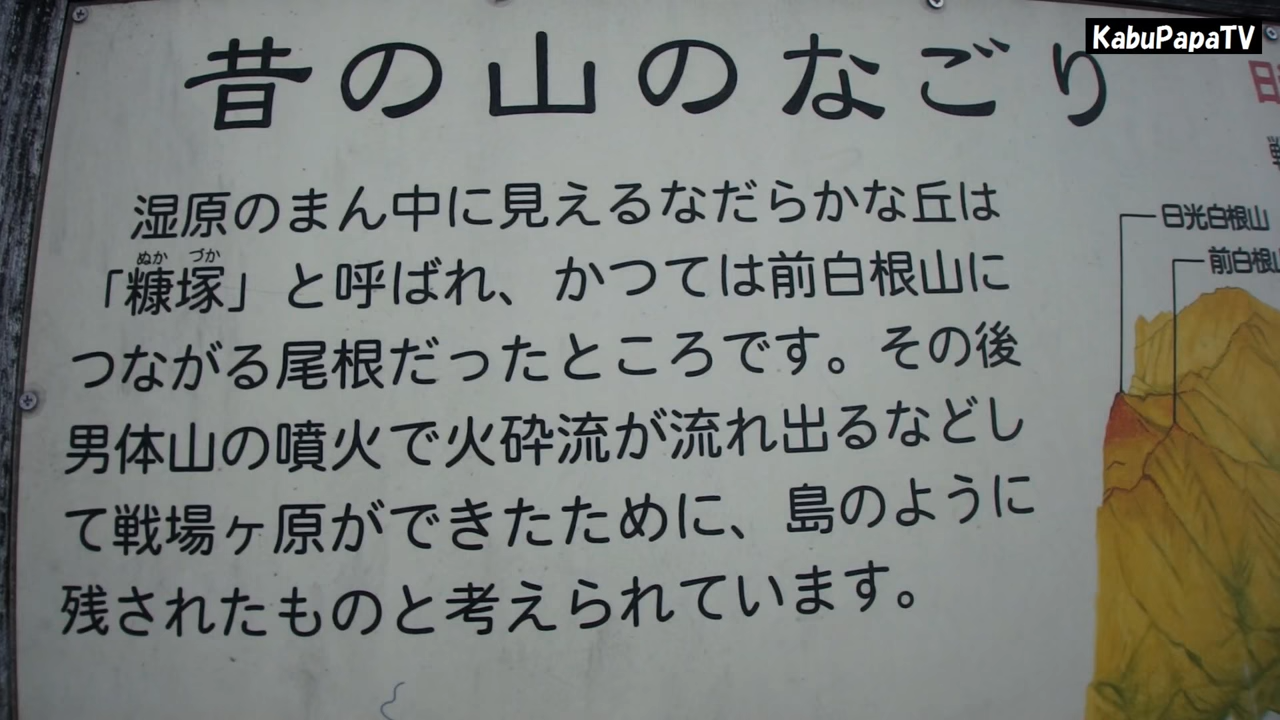 KabuPapaTV
昔の山のなごり
湿原のまん中に見えるなだらかな丘は
ぬか づか
「糠塚」と呼ばれ、かつては前白根山に
つながる尾根だったところです。その後
男体山の噴火で火砕流が流れ出るなどし
て戦場ヶ原ができたために、島のように
残されたものと考えられています。
日光白根山
前白根山